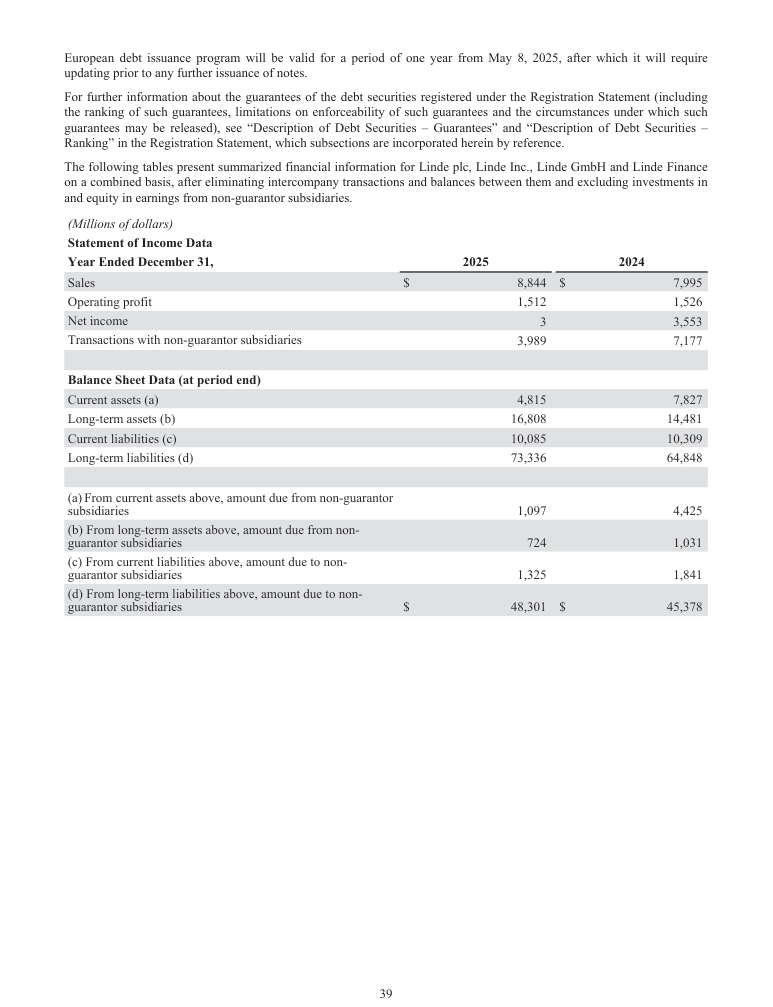 European debt issuance program will be valid for a period of one year from May 8, 2025, after which it will require
updating prior to any further issuance of notes.
For further information about the guarantees of the debt securities registered under the Registration Statement (including
the ranking of such guarantees, limitations on enforceability of such guarantees and the circumstances under which such
guarantees may be released), see “Description of Debt Securities – Guarantees” and “Description of Debt Securities –
Ranking” in the Registration Statement, which subsections are incorporated herein by reference.
The following tables present summarized financial information for Linde plc, Linde Inc., Linde GmbH and Linde Finance
on a combined basis, after eliminating intercompany transactions and balances between them and excluding investments in
and equity in earnings from non-guarantor subsidiaries.
(Millions of dollars)
Statement of Income Data
Year Ended December 31, 2025 2024
Sales $ 8,844 $ 7,995
Operating profit 1,512 1,526
Net income 3 3,553
Transactions with non-guarantor subsidiaries 3,989 7,177
Balance Sheet Data (at period end)
Current assets (a) 4,815 7,827
Long-term assets (b) 16,808 14,481
Current liabilities (c) 10,085 10,309
Long-term liabilities (d) 73,336 64,848
(a) From current assets above, amount due from non-guarantor
subsidiaries 1,097 4,425
(b) From long-term assets above, amount due from non-
guarantor subsidiaries 724 1,031
(c) From current liabilities above, amount due to non-
guarantor subsidiaries 1,325 1,841
(d) From long-term liabilities above, amount due to non-
guarantor subsidiaries $ 48,301 $ 45,378
39